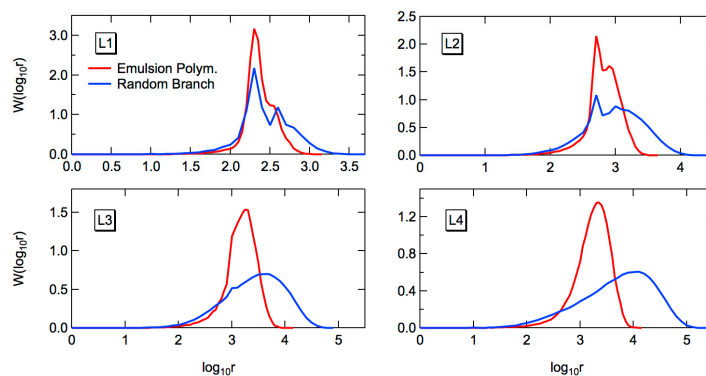 L1
Emulsion Polym.
Random Branch
W(log10r)
3.0
2.0
1.0
0.0
0.0 0.5 1.0 1.5 2.0 2.5 3.0 3.5
L2
W(log10r)
2.5
2.0
1.5
1.0
0.5
0.0
0 1 2 3 4
L3
W(log10r)
1.5
1.0
0.5
0.0
0 1 2 3 4 5
log10r
L4
W(log10r)
1.2
0.8
0.4
0.0
0 1 2 3 4 5
log10r